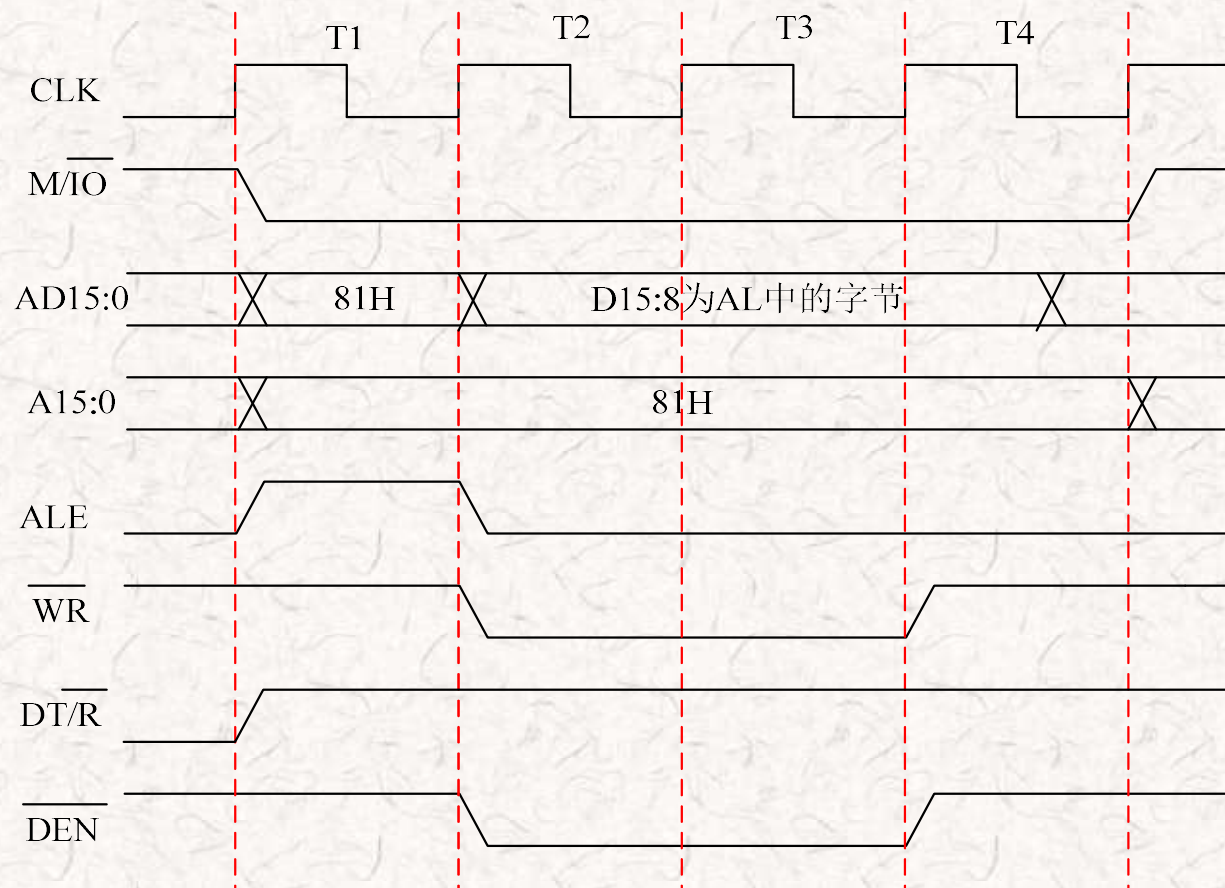 T1
T2
T3
T4
CLK
M/IO
AD15:0
81H
D15:8为AL中的字节
A15:0
81H
ALE
WR
DT/R
DEN